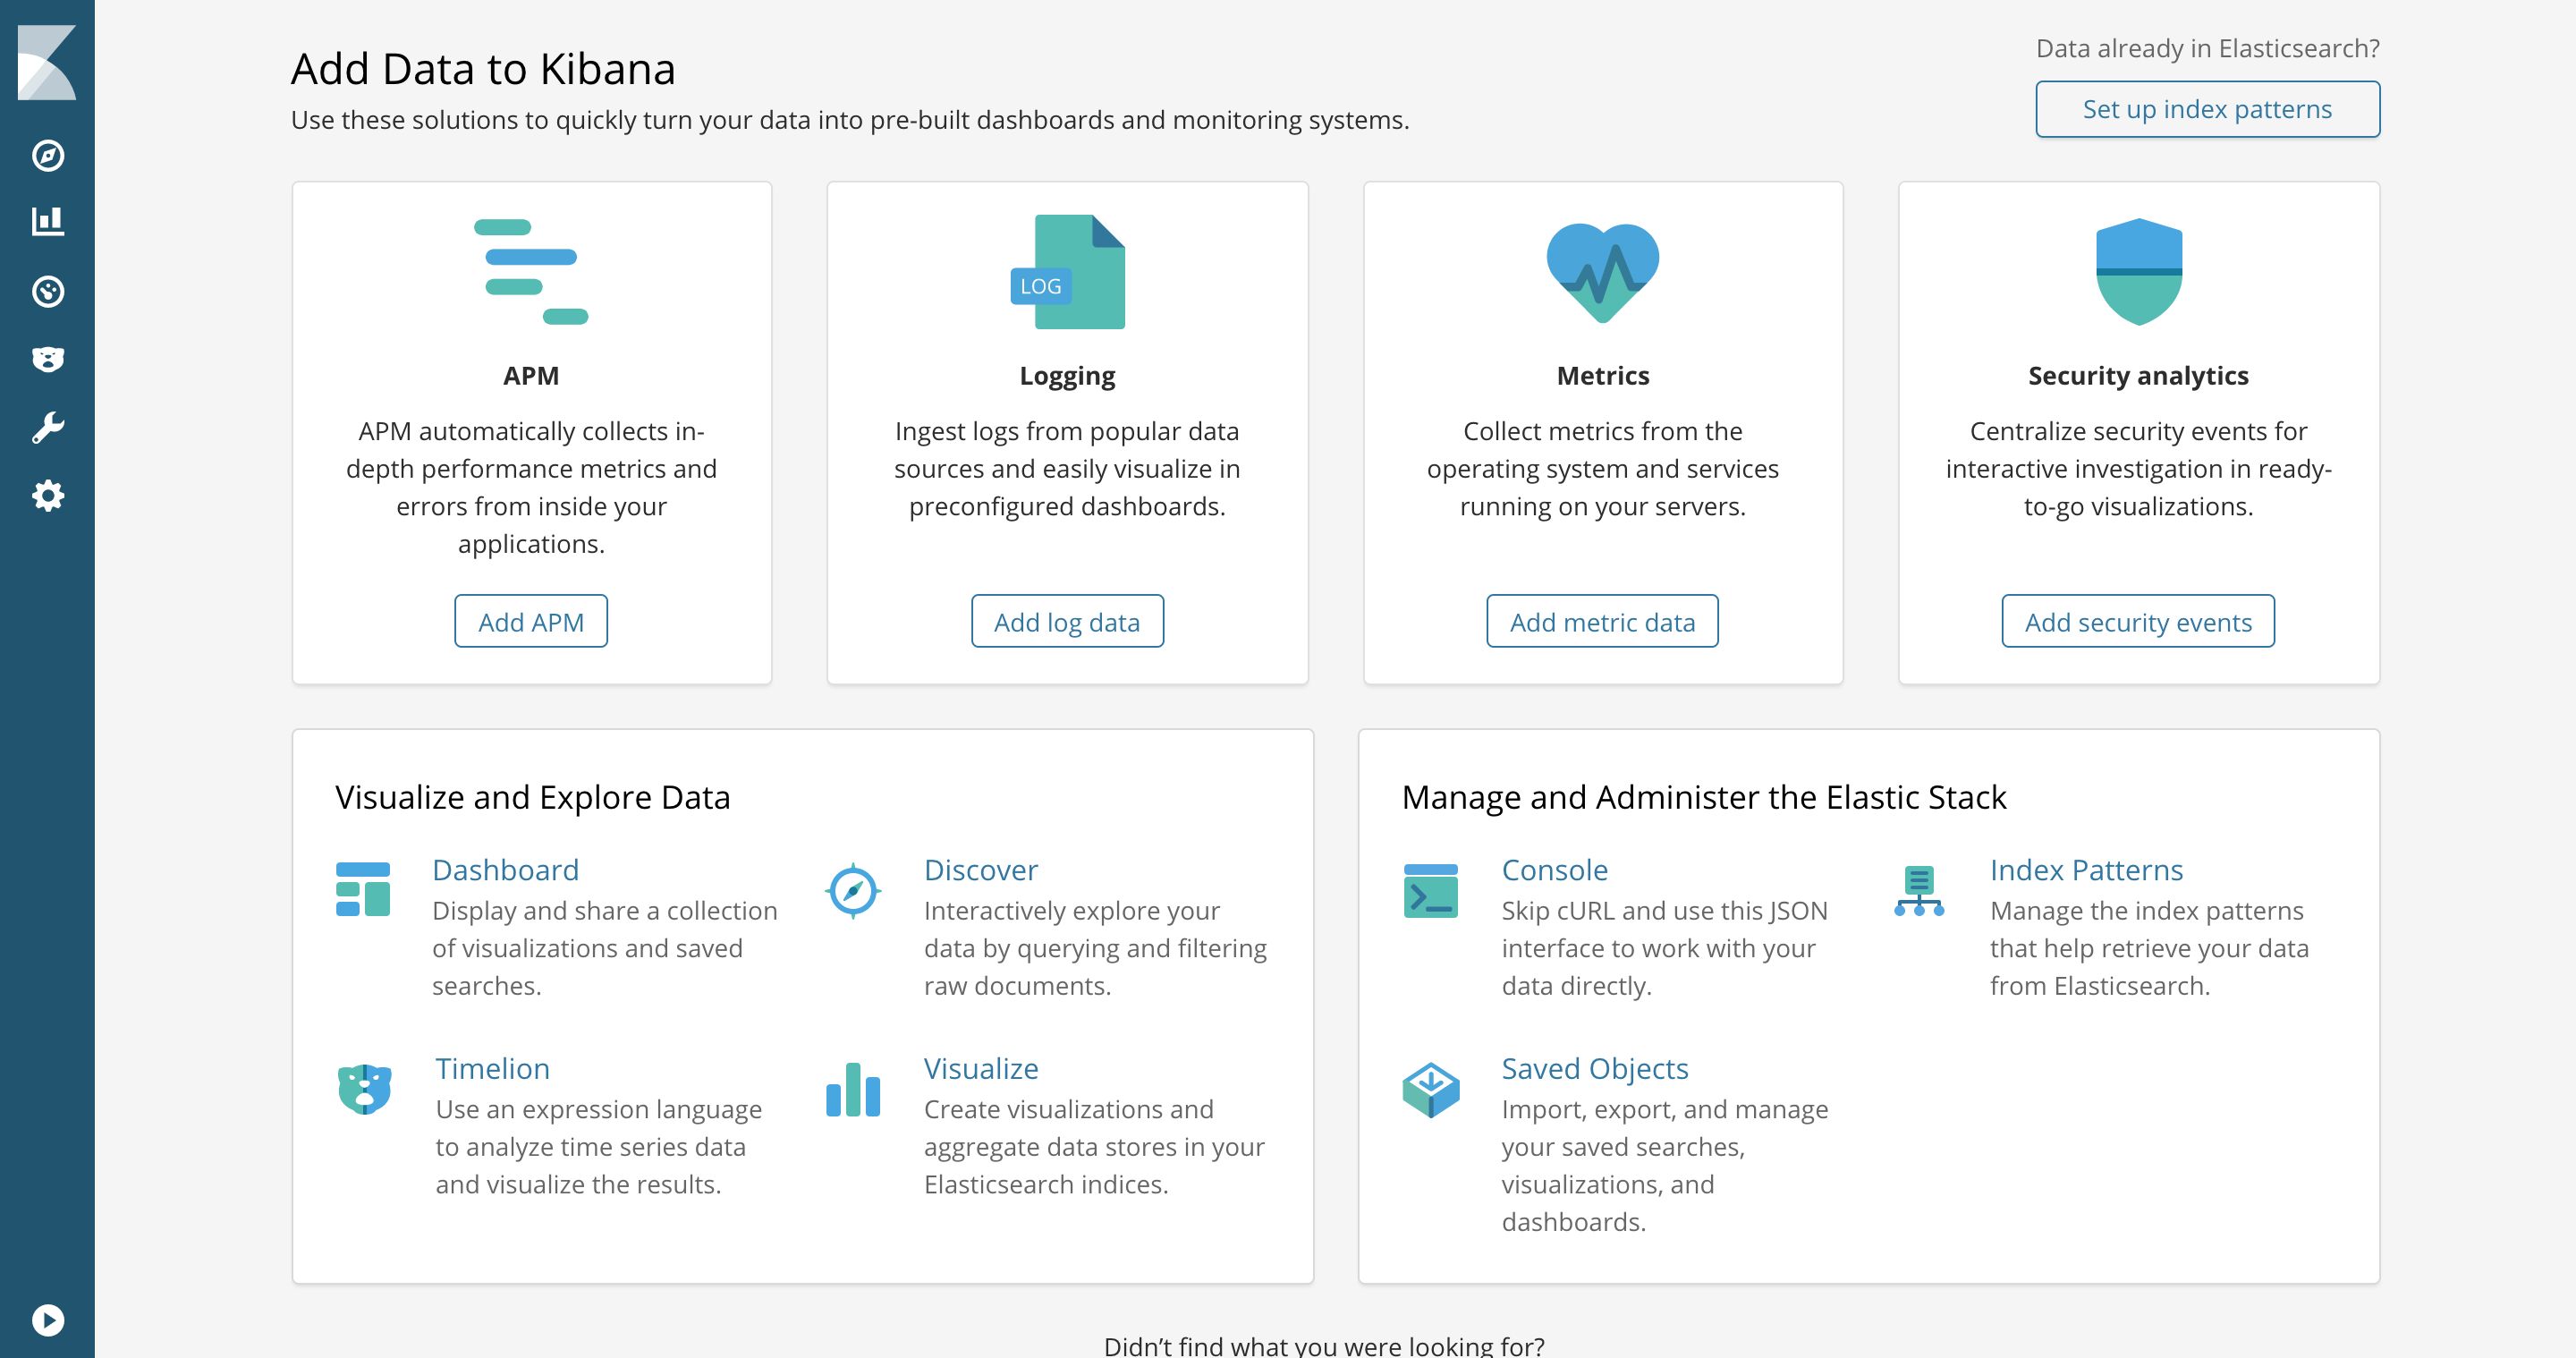 Add Data to Kibana
Use these solutions to quickly turn your data into pre-built dashboards and monitoring systems.
Data already in Elasticsearch?
Set up index patterns
APM
APM automatically collects in-
depth performance metrics and
errors from inside your
applications.
Add APM
LOG
Logging
Ingest logs from popular data
sources and easily visualize in
preconfigured dashboards.
Add log data
Metrics
Collect metrics from the
operating system and services
running on your servers.
Add metric data
Security analytics
Centralize security events for
interactive investigation in ready-
to-go visualizations.
Add security events
Visualize and Explore Data
Dashboard
Display and share a collection
of visualizations and saved
searches.
Discover
Interactively explore your
data by querying and filtering
raw documents.
Timelion
Use an expression language
to analyze time series data
and visualize the results.
Visualize
Create visualizations and
aggregate data stores in your
Elasticsearch indices.
Manage and Administer the Elastic Stack
Console
Skip cURL and use this JSON
interface to work with your
data directly.
Index Patterns
Manage the index patterns
that help retrieve your data
from Elasticsearch.
Saved Objects
Import, export, and manage
your saved searches,
visualizations, and
dashboards.
Didn’t find what you were looking for?